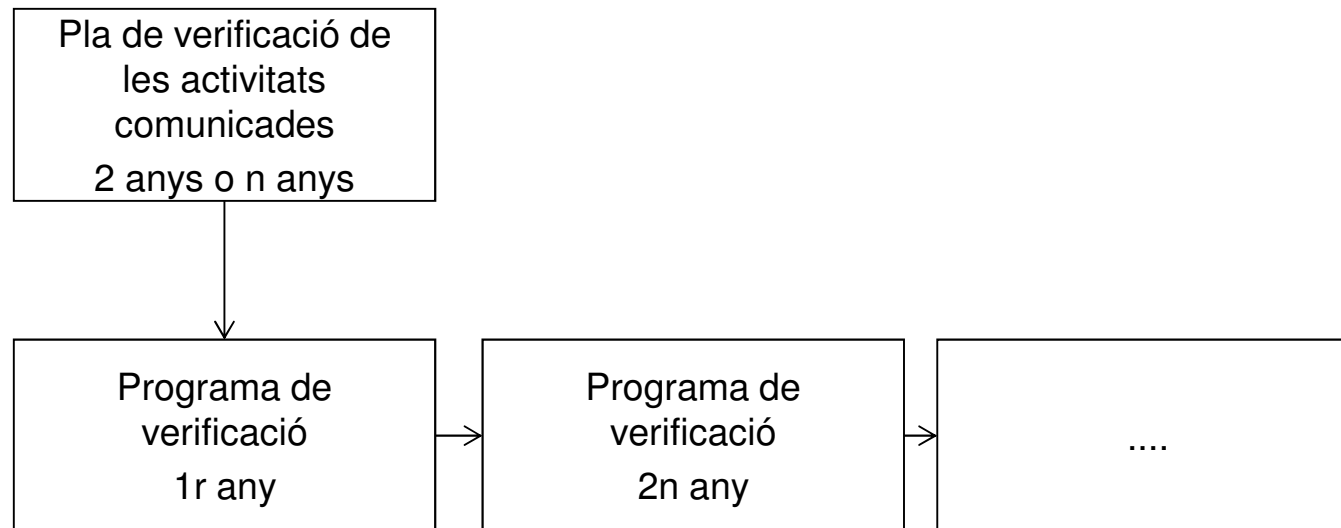 Pla de verificació de
les activitats
comunicades
2 anys o n anys
Programa de
verificació
1r any
Programa de
verificació
2n any
....